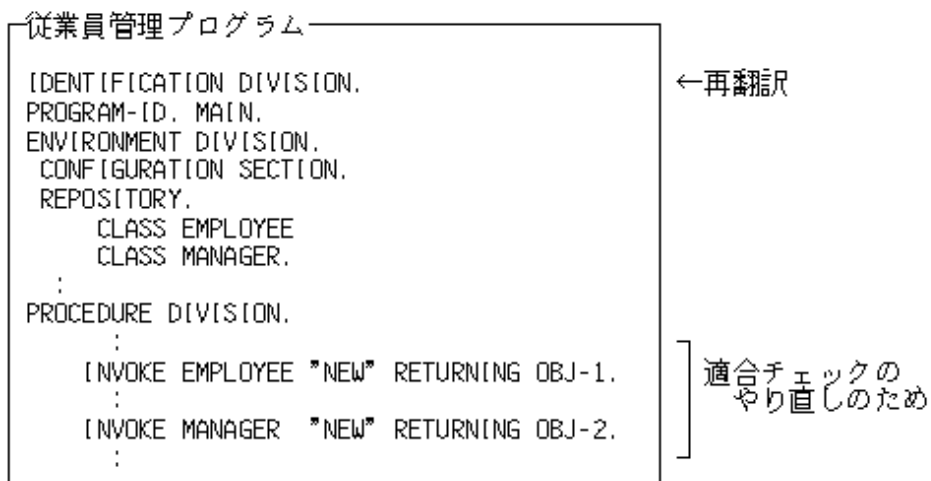 従業員管理プログラム
IDENTIFICATION DIVISION.
←再翻訳
PROGRAM-ID. MAIN.
ENVIRONMENT DIVISION.
CONFIGURATION SECTION.
REPOSITORY.
CLASS EMPLOYEE
CLASS MANAGER.
:
PROCEDURE DIVISION.
:
INVOKE EMPLOYEE "NEW" RETURNING OBJ-1.
適合チェックの
:
やり直しのため
INVOKE MANAGER "NEW" RETURNING OBJ-2.
: